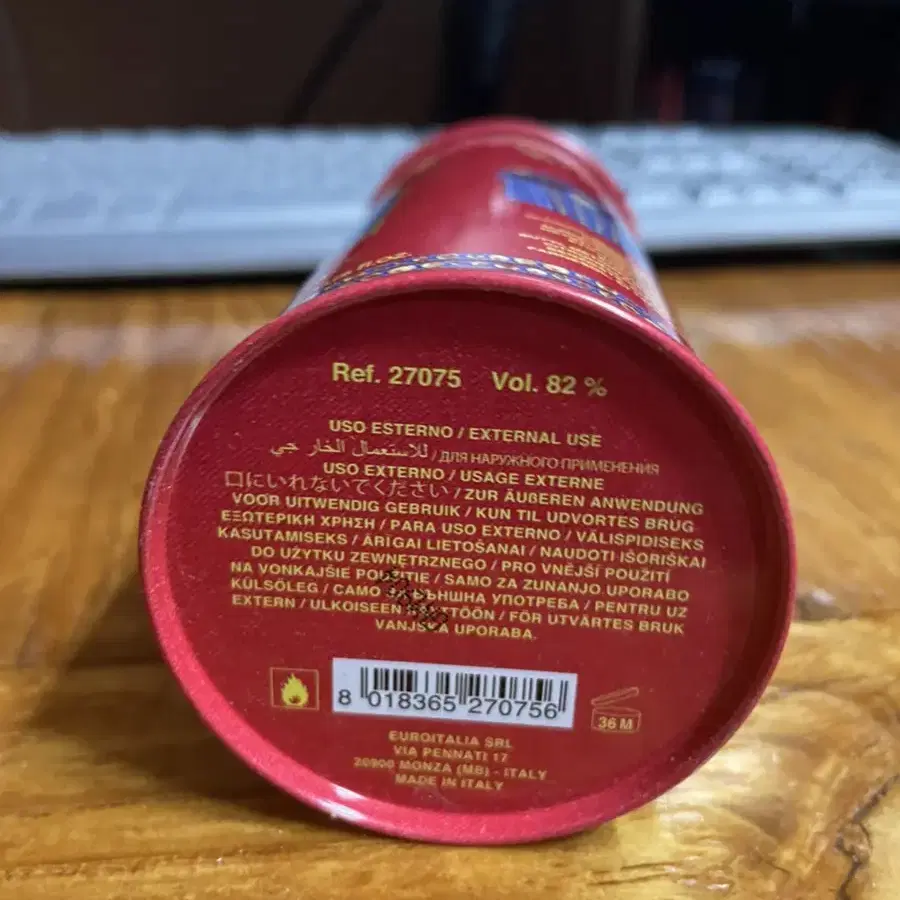 FL.OZ.
Ref. 27075 Vol. 82 %
USO ESTERNO / EXTERNAL USE
للاستعمال الخارجي / ДЛЯ НАРУЖНОГО ПРИМЕНЕНИЯ
USO EXTERNO / USAGE EXTERNE
口にいれないでください / ZUR ÄUßEREN ANWENDUNG
VOOR UITWENDIG GEBRUIK / KUN TIL UDVORTES BRUG
ΕΞΩΤΕΡΙΚΗ ΧΡΗΣΗ / PARA USO EXTERNO / VÄLISPIDISEKS
KASUTAMISEKS / ĀRĪGAI LIETOŠANAI / NAUDOTI IŠORIŠKAI
DO UŻYTKU ZEWNĘTRZNEGO / PRO VNĚJŠÍ POUŽITÍ
NA VONKAJŠIE POUŽITIE / SAMO ZA ZUNANJO UPORABO
KÜLSÖLEG / САМО ЗА ВЪНШНА УПОТРЕБА / PENTRU UZ
EXTERN / ULKOISEEN KÄYTTÖÖN / FÖR UTVÄRTES BRUK
VANJSKA UPORABA.
8 018365 270756
36 M
EUROITALIA SRL
VIA PENNATI 17
20900 MONZA (MB) - ITALY
MADE IN ITALY